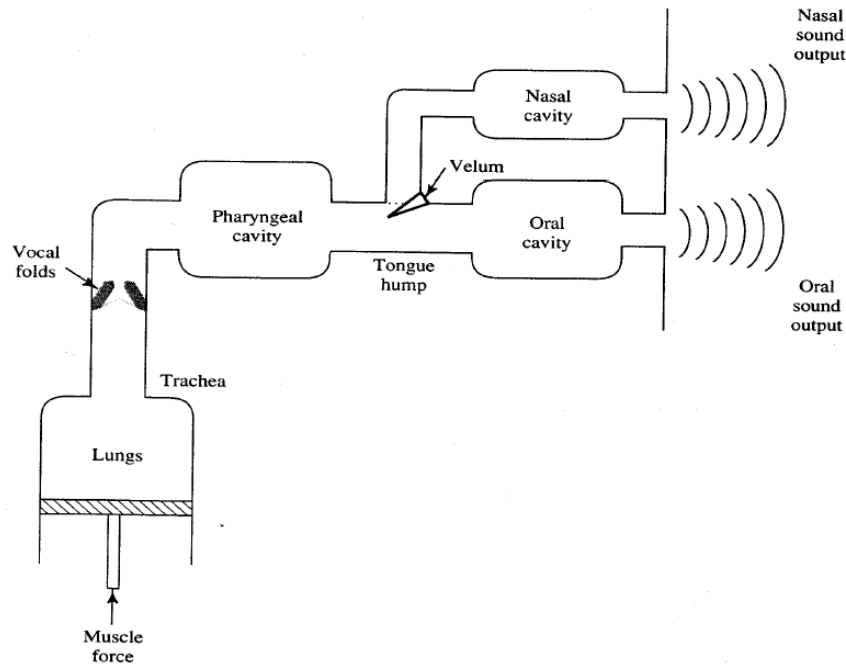 Nasal
sound
output
Nasal
cavity
Velum
Pharyngeal
cavity
Oral
cavity
Vocal
folds
Tongue
hump
Oral
sound
output
Trachea
Lungs
Muscle
force